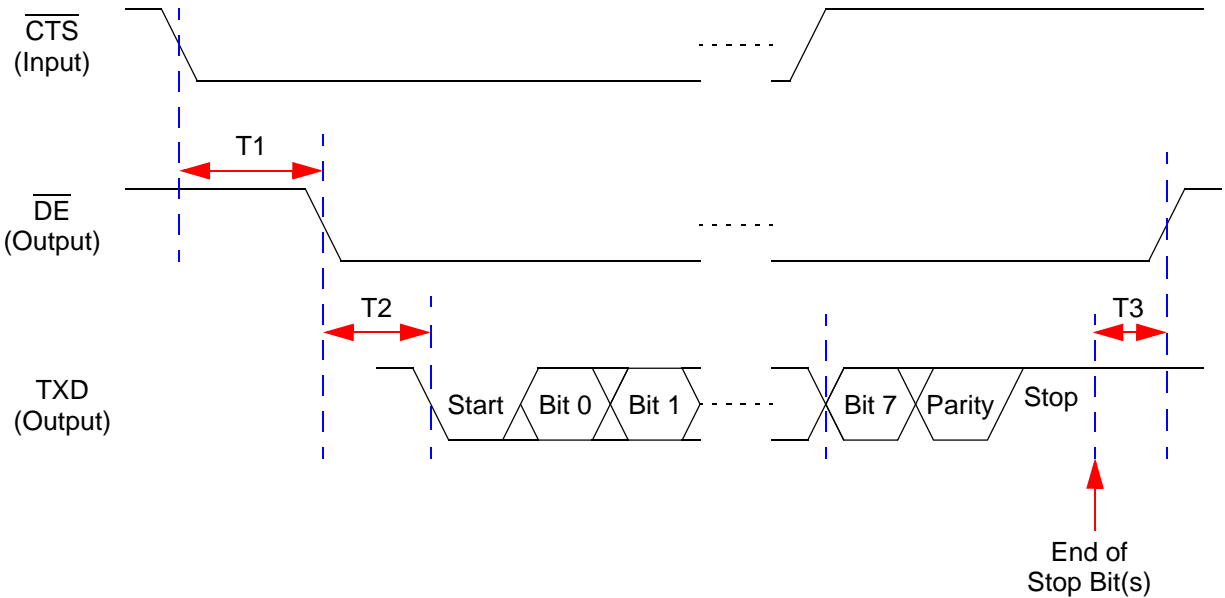 CTS
(Input)
T1
DE
(Output)
T2
T3
TXD
(Output)
Start
Bit 0
Bit 1
Bit 7
Parity
Stop
End of
Stop Bit(s)